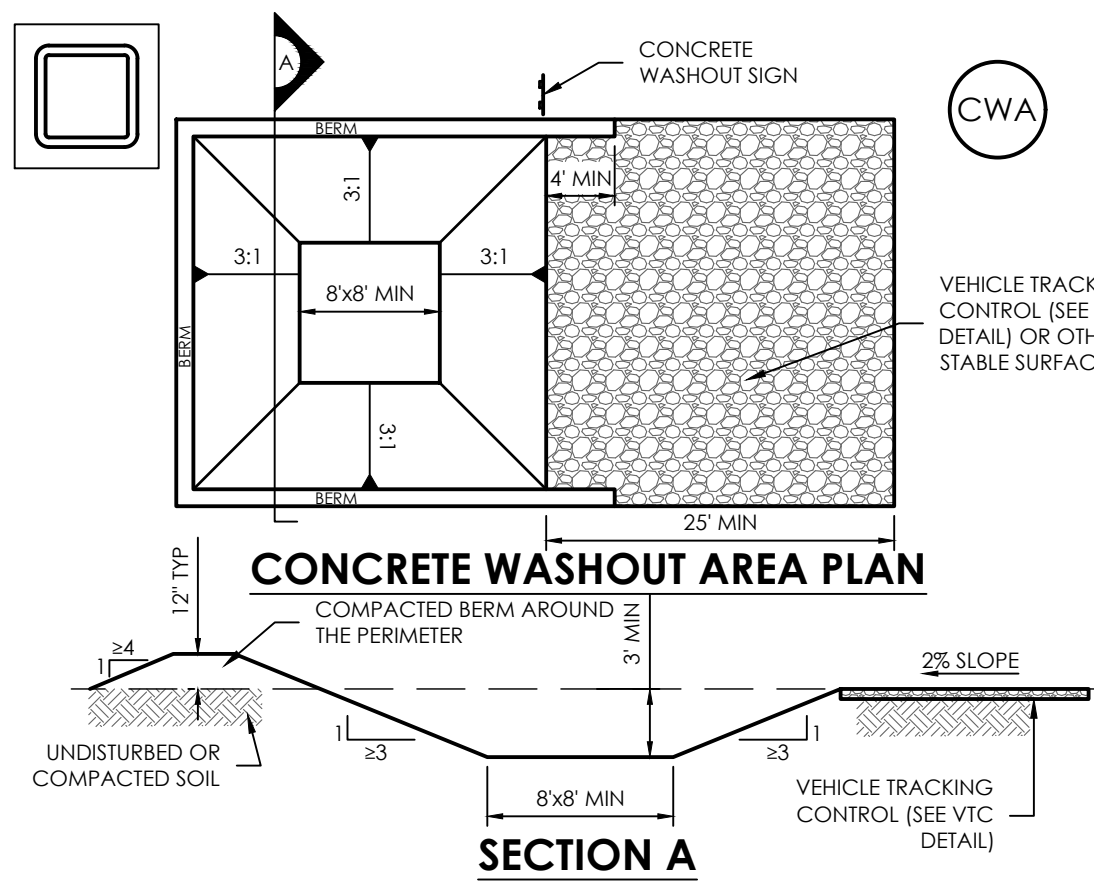 A
CONCRETE
WASHOUT SIGN
CWA
BERM
3:1
4' MIN
3:1
3:1
8'x8' MIN
BERM
3:1
BERM
VEHICLE TRACK
CONTROL (SEE
DETAIL) OR OTH
STABLE SURFAC
25' MIN
CONCRETE WASHOUT AREA PLAN
12" TYP
COMPACTED BERM AROUND
THE PERIMETER
3' MIN
≥4
1
2% SLOPE
1
≥3
1
≥3
UNDISTURBED OR
COMPACTED SOIL
8'x8' MIN
VEHICLE TRACKING
CONTROL (SEE VTC
DETAIL)
SECTION A